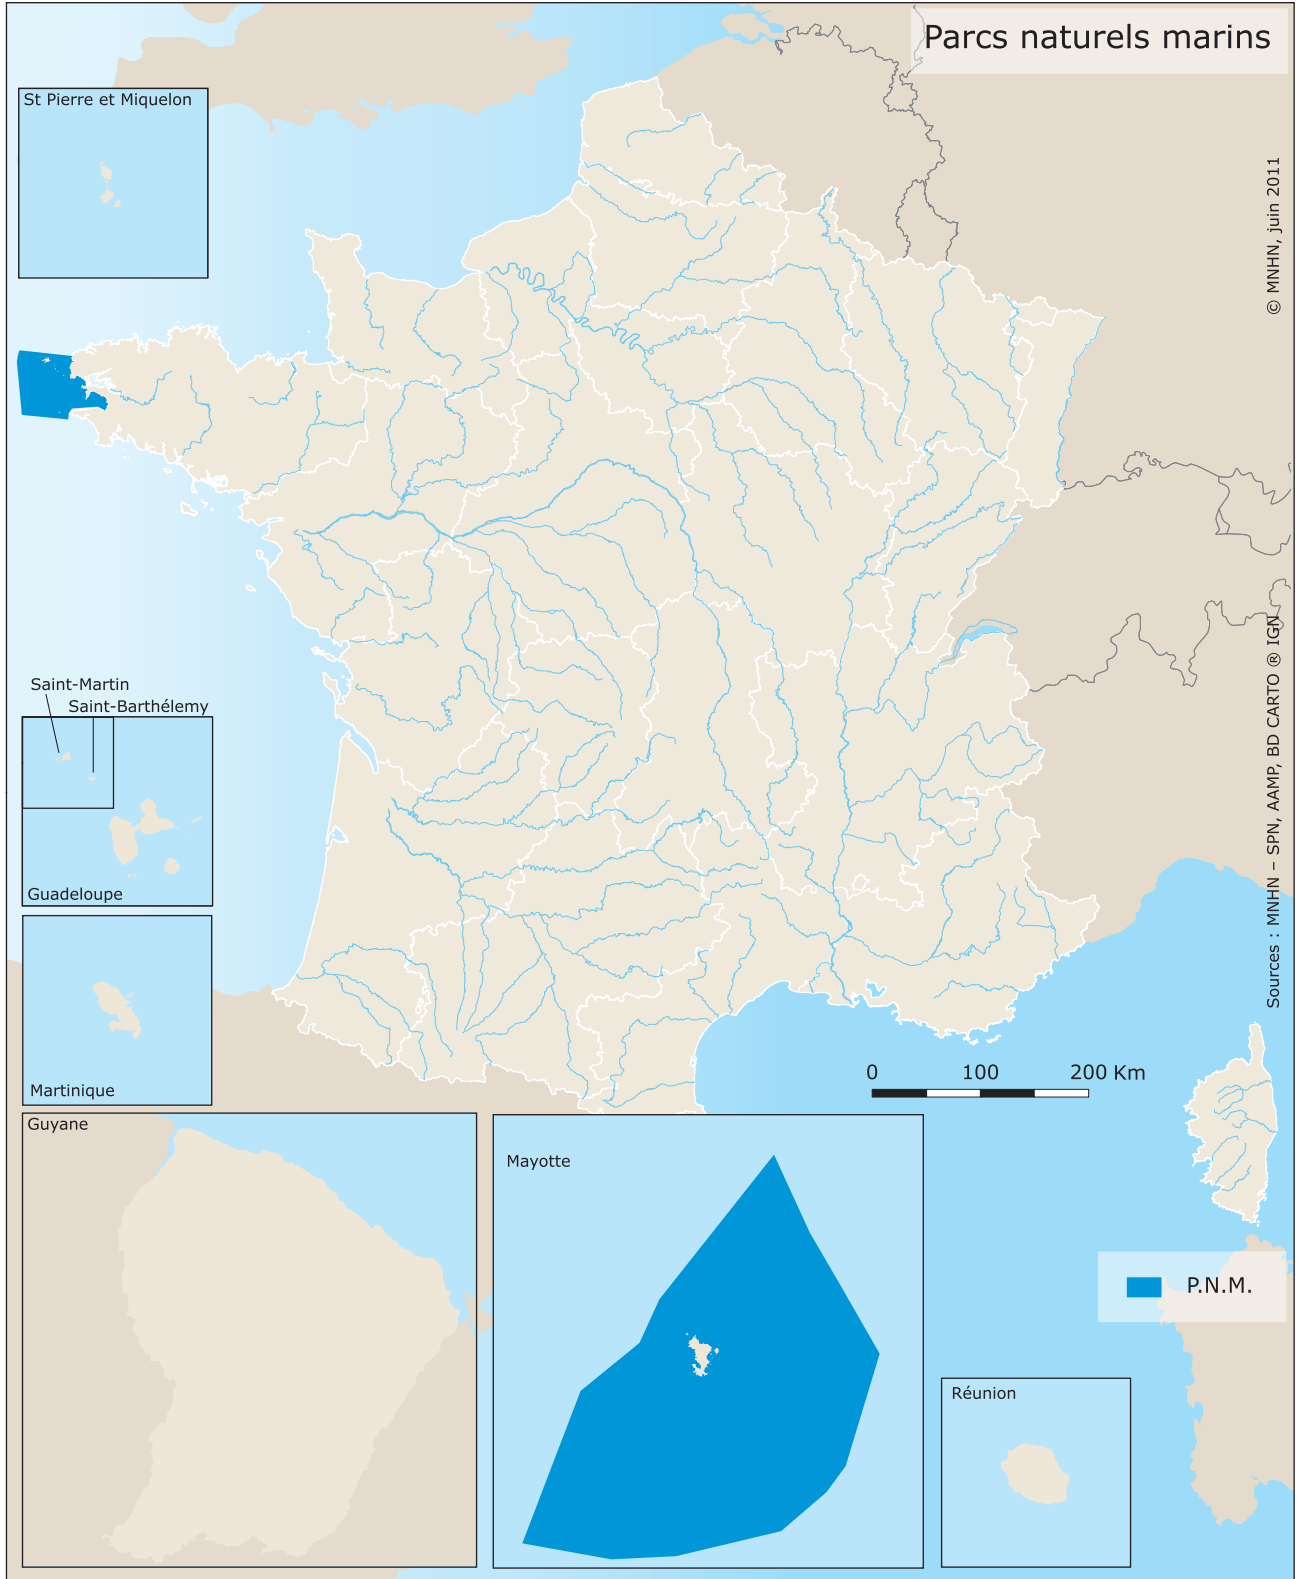 Parcs naturels marins
St Pierre et Miquelon
© MNHN, juin 2011
Saint-Martin
Saint-Barthélemy
Guadeloupe
Sources : MNHN – SPN, AAMP, BD CARTO ® IGN
Martinique
0 100 200 Km
Guyane
Mayotte
P.N.M.
Réunion